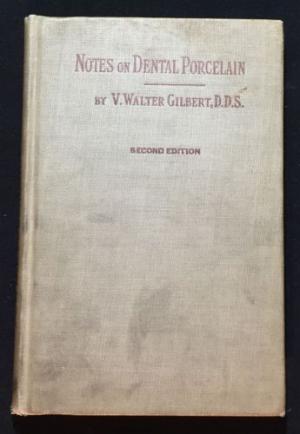 NOTES ON DENTAL PORCELAIN
BY V. WALTER GILBERT, D.D.S.
SECOND EDITION